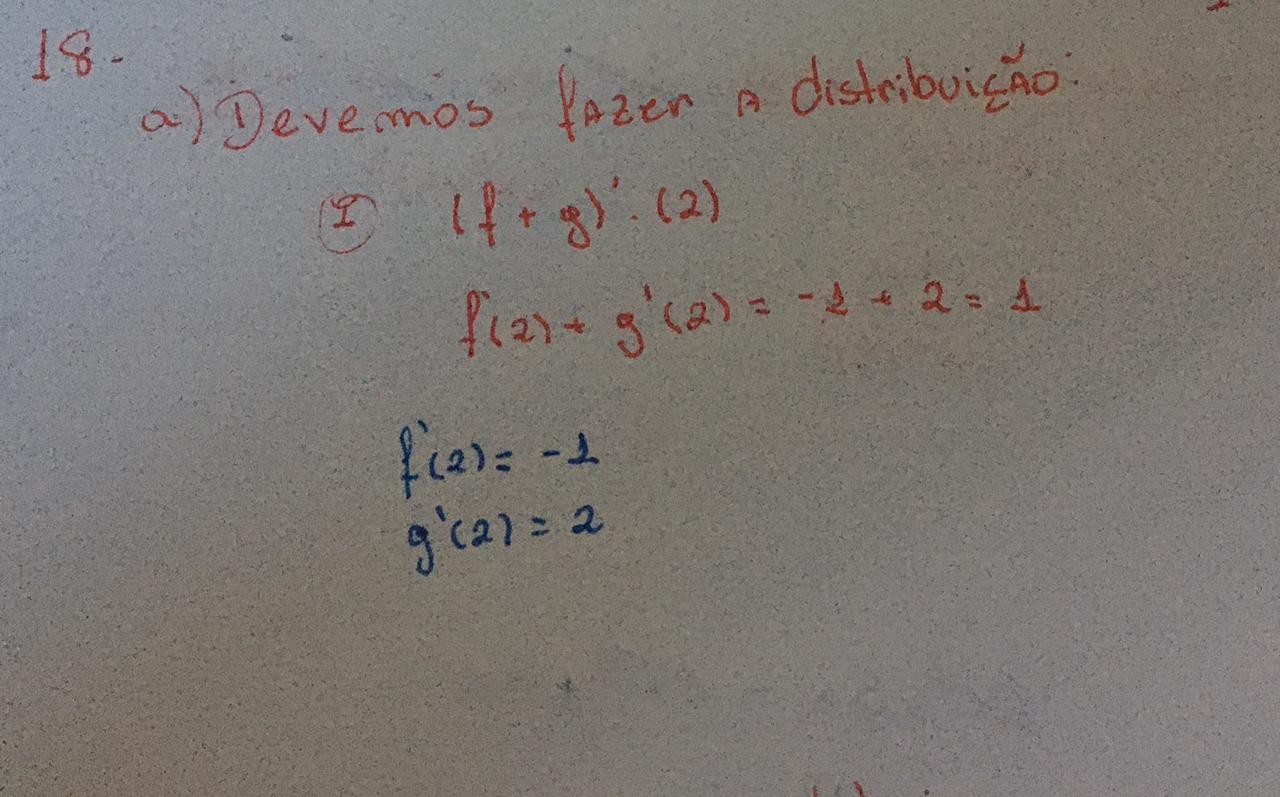 18.
a) Devemos fazer a distribuição:
I (f + g)'. (2)
f'(2) + g'(2) = -1 + 2 = 1
f'(2) = -1
g'(2) = 2